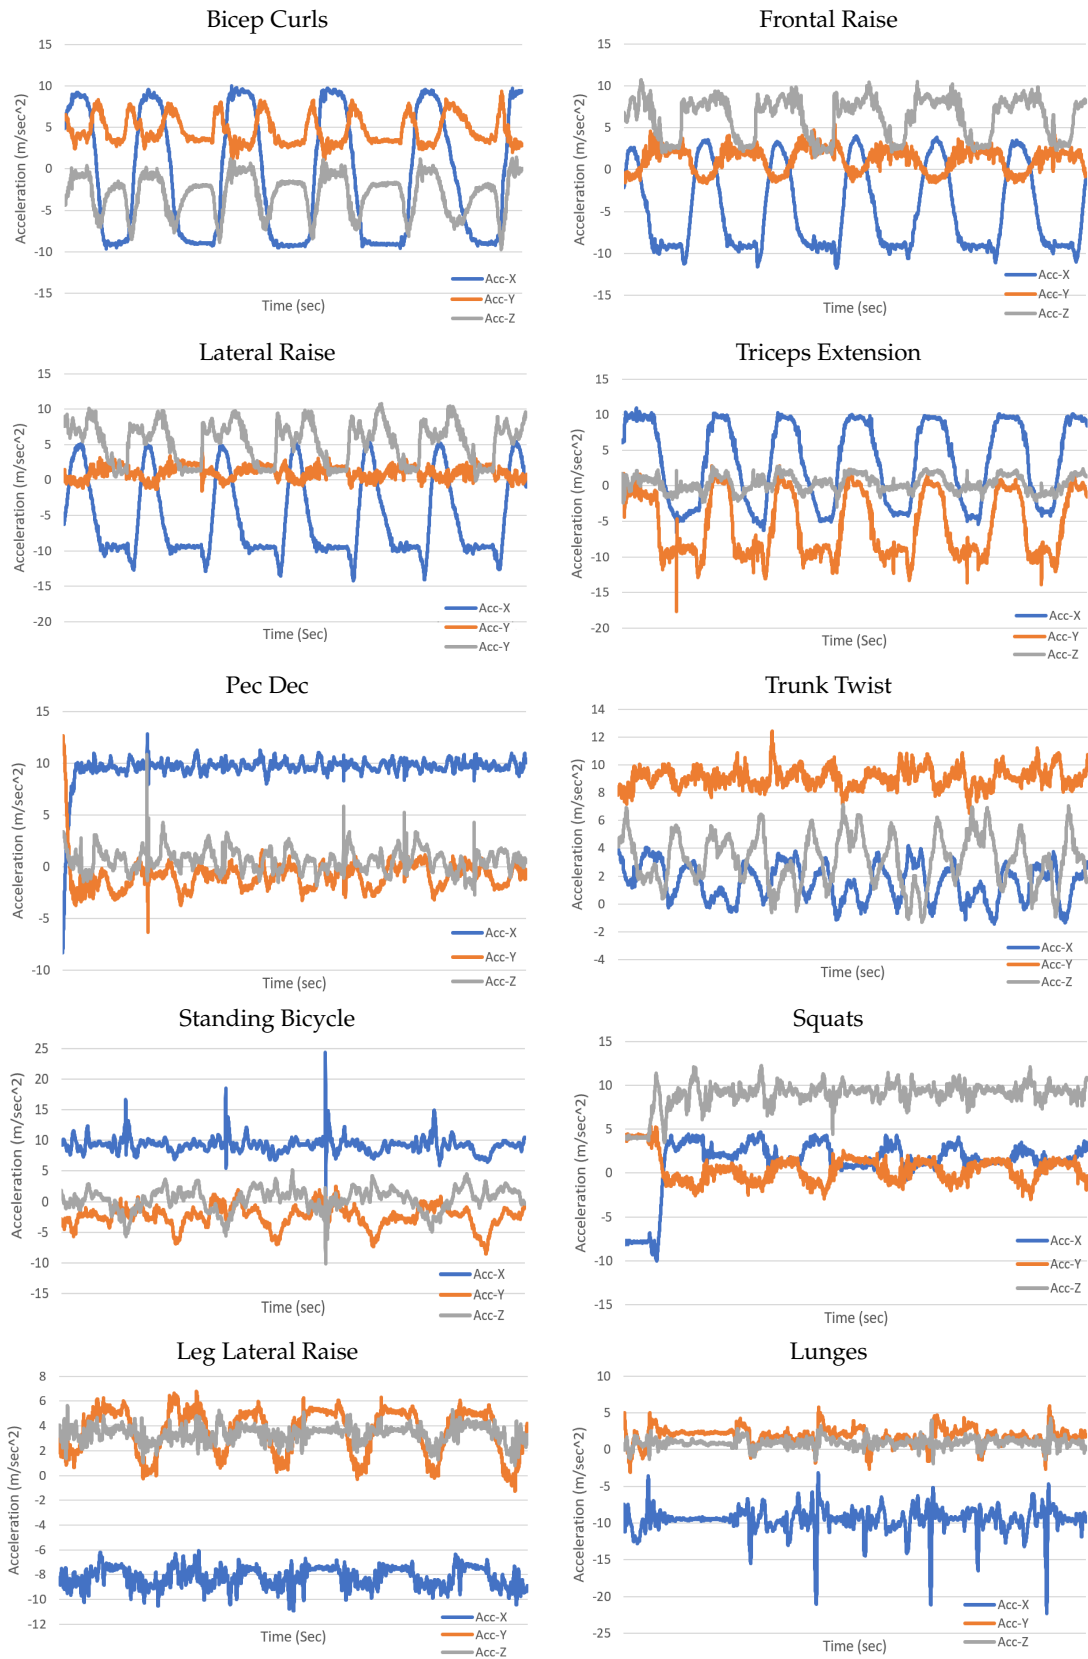 Bicep Curls
15
10
5
0
-5
-10
-15
Acceleration (m/sec^2)
Time (sec)
Acc-X
Acc-Y
Acc-Z
Frontal Raise
15
10
5
0
-5
-10
-15
Acceleration (m/sec^2)
Time (sec)
Acc-X
Acc-Y
Acc-Z
Lateral Raise
15
10
5
0
-5
-10
-15
-20
Acceleration (m/sec^2)
Time (Sec)
Acc-X
Acc-Y
Acc-Y
Triceps Extension
15
10
5
0
-5
-10
-15
-20
Acceleration (m/sec^2)
Time (sec)
Acc-X
Acc-Y
Acc-Z
Pec Dec
15
10
5
0
-5
-10
Acceleration (m/sec^2)
Time (sec)
Acc-X
Acc-Y
Acc-Z
Trunk Twist
14
12
10
8
6
4
2
0
-2
-4
Acceleration (m/sec^2)
Time (sec)
Acc-X
Acc-Y
Acc-Z
Standing Bicycle
25
20
15
10
5
0
-5
-10
-15
Acceleration (m/sec^2)
Time (sec)
Acc-X
Acc-Y
Acc-Z
Squats
15
10
5
0
-5
-10
-15
Acceleration (m/sec^2)
Time (sec)
Acc-X
Acc-Y
Acc-Z
Leg Lateral Raise
8
6
4
2
0
-2
-4
-6
-8
-10
-12
Acceleration (m/sec^2)
Time (Sec)
Acc-X
Acc-Y
Acc-Z
Lunges
10
5
0
-5
-10
-15
-20
-25
Acceleration (m/sec^2)
Time (sec)
Acc-X
Acc-Y
Acc-Z